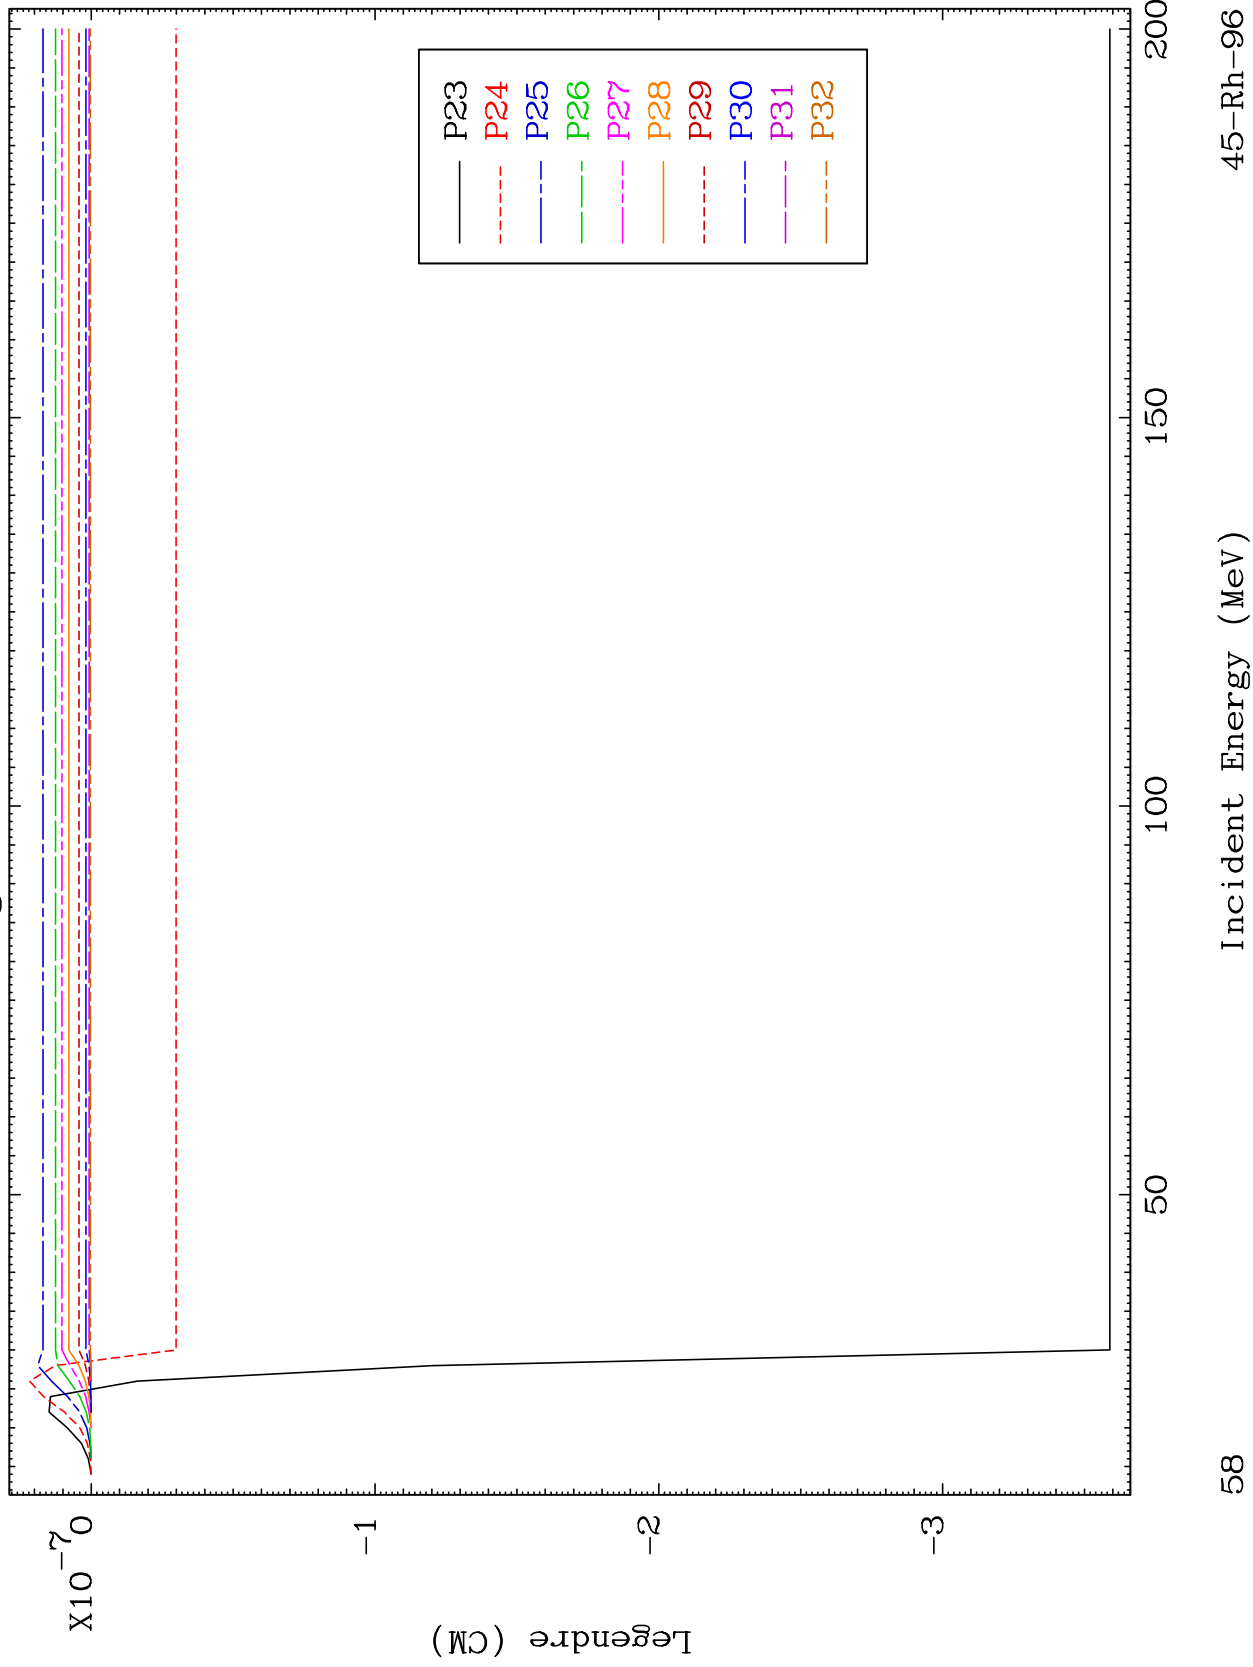 X10-7
0
-1
-2
-3
Legendre (CM)
P23
P24
P25
P26
P27
P28
P29
P30
P31
P32
50
100
150
200
Incident Energy (MeV)
58
45-Rh-96